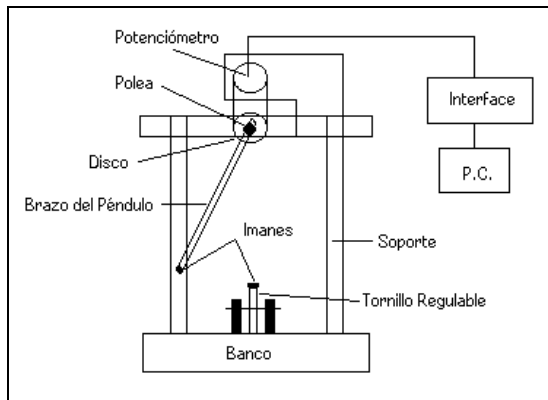 Potenciómetro
Polea
Interface
Disco
P.C.
Brazo del Péndulo
Imanes
Soporte
Tornillo Regulable
Banco